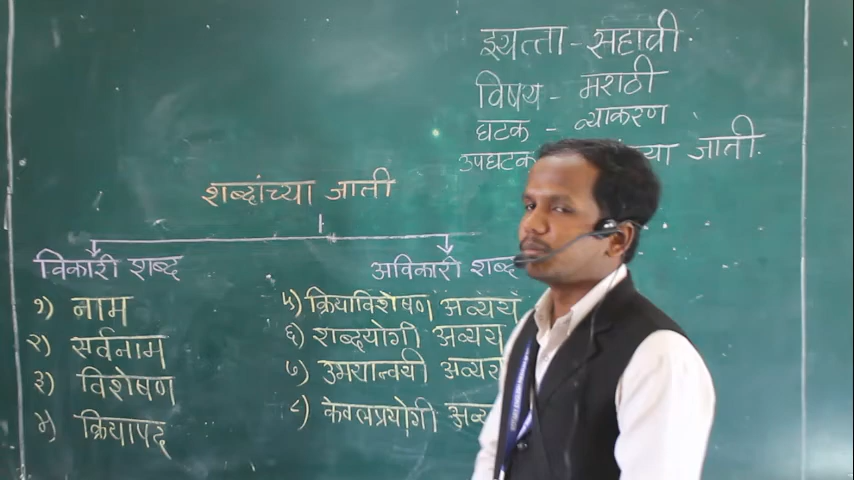 इयत्ता - सहावी.
विषय - मराठी
घटक - व्याकरण
उपघटक च्या जाती.
शब्दांच्या जाती
विकारी शब्द
अविकारी शब्द
१) नाम
२) सर्वनाम
३) विशेषण
४) क्रियापद
५) क्रियाविशेषण अव्यय
६) शब्दयोगी अव्यय
७) उभयान्वयी अव्यय
८) केवलप्रयोगी